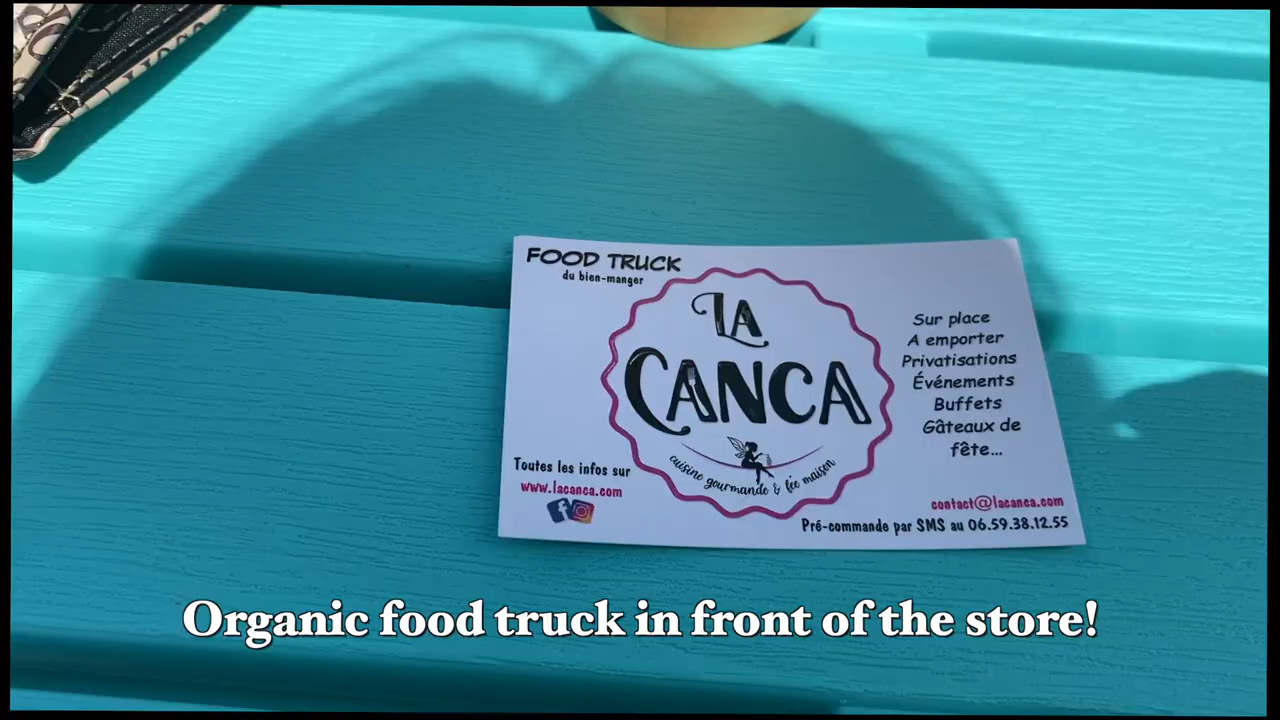 FOOD TRUCK
du bien-manger
LA
CANCA
cuisine gourmande & fée maison
Sur place
A emporter
Privatisations
Événements
Buffets
Gâteaux de
fête...
Toutes les infos sur
www.lacanca.com
contact@lacanca.com
Pré-commande par SMS au 06.59.38.12.55
Organic food truck in front of the store!